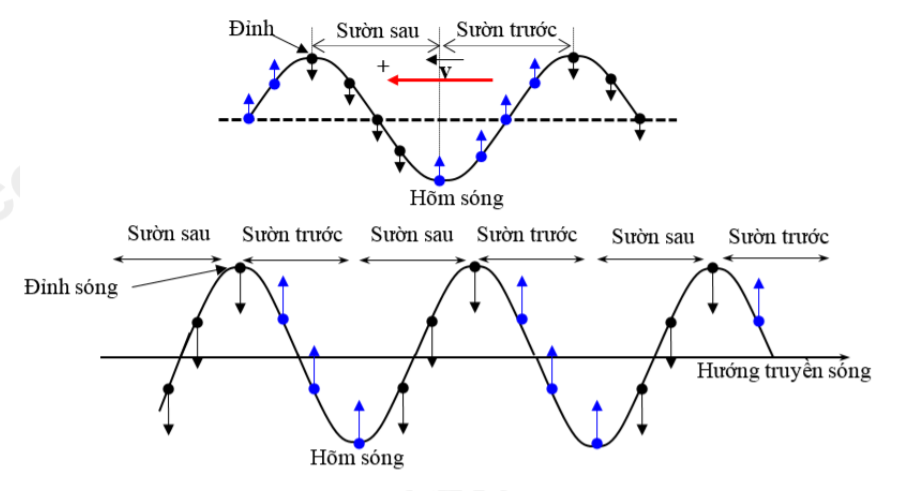 Đỉnh
Sườn sau
Sườn trước
+
v
Hõm sóng
Sườn sau
Sườn trước
Sườn sau
Sườn trước
Sườn sau
Sườn trước
Đỉnh sóng
Hướng truyền sóng
Hõm sóng